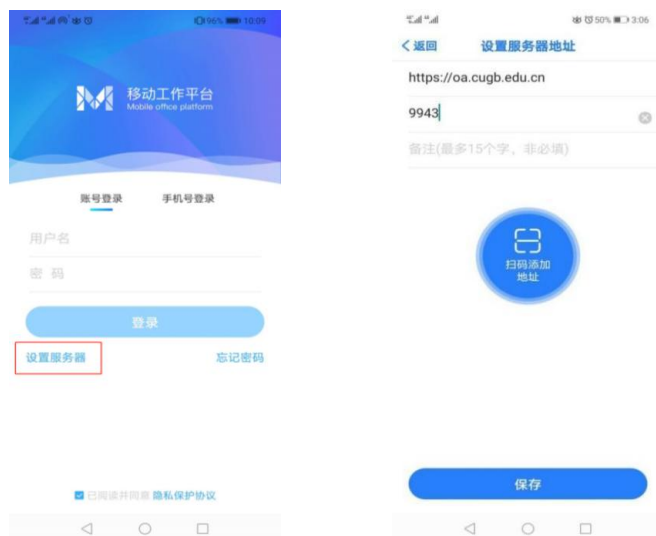 96% 10:09
移动工作平台
Mobile office platform
账号登录 手机号登录
用户名
密 码
登录
设置服务器 忘记密码
已阅读并同意 隐私保护协议
50% 3:06
返回 设置服务器地址
https://oa.cugb.edu.cn
9943
备注(最多15个字，非必填)
扫码添加
地址
保存